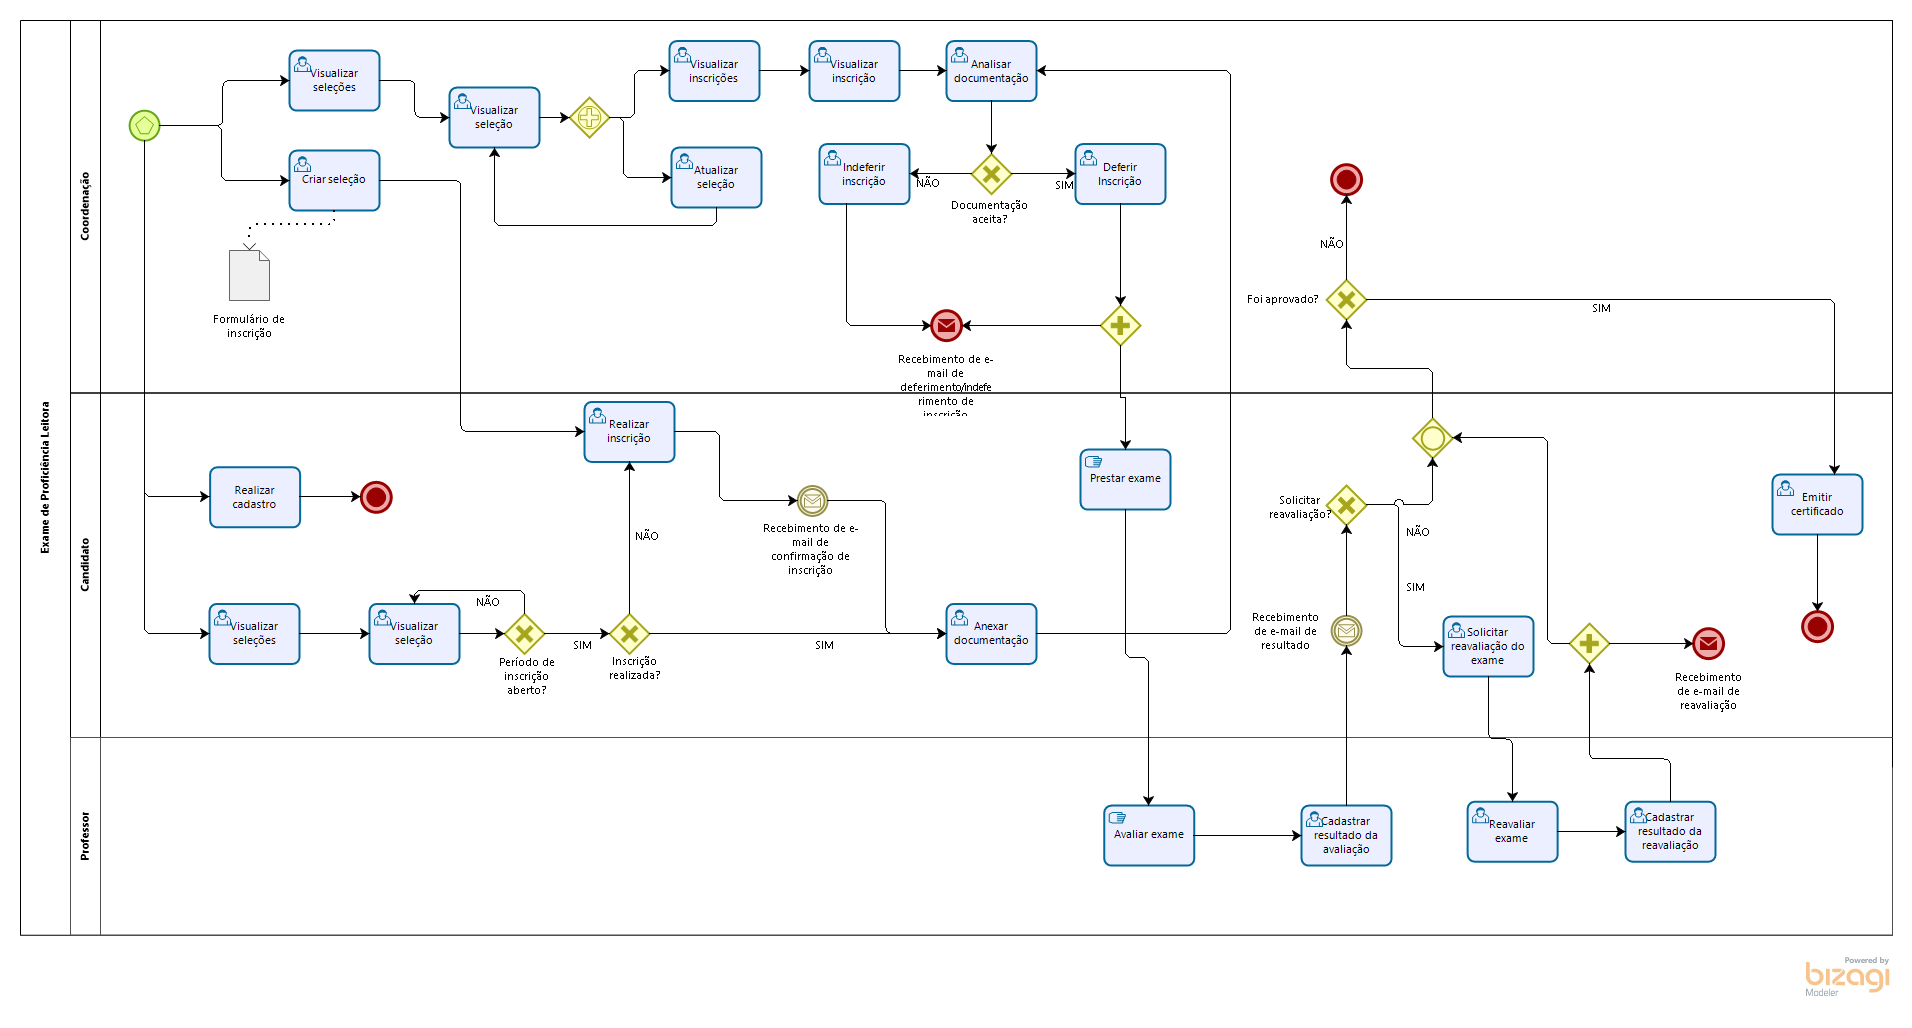 Exame de Proficiência Leitora
Coordenação
Visualizar
seleções
Criar seleção
Formulário de
inscrição
Visualizar
seleção
Visualizar
inscrições
Atualizar
seleção
Visualizar
inscrição
Analisar
documentação
Indeferir
inscrição
NÃO
SIM
Deferir
Inscrição
Documentação
aceita?
Recebimento de e-
mail de
deferimento/indefe
rimento de
inscrição
NÃO
Foi aprovado?
SIM
Candidato
Realizar
cadastro
Visualizar
seleções
Visualizar
seleção
NÃO
Período de
inscrição
aberto?
SIM
Realizar
inscrição
NÃO
Inscrição
realizada?
SIM
Recebimento de e-
mail de
confirmação de
inscrição
Anexar
documentação
Prestar exame
Solicitar
reavaliação?
NÃO
SIM
Recebimento
de e-mail de
resultado
Solicitar
reavaliação do
exame
Recebimento
de e-mail de
reavaliação
Emitir
certificado
Professor
Avaliar exame
Cadastrar
resultado da
avaliação
Reavaliar
exame
Cadastrar
resultado da
reavaliação
Powered by
bizagi
Modeler